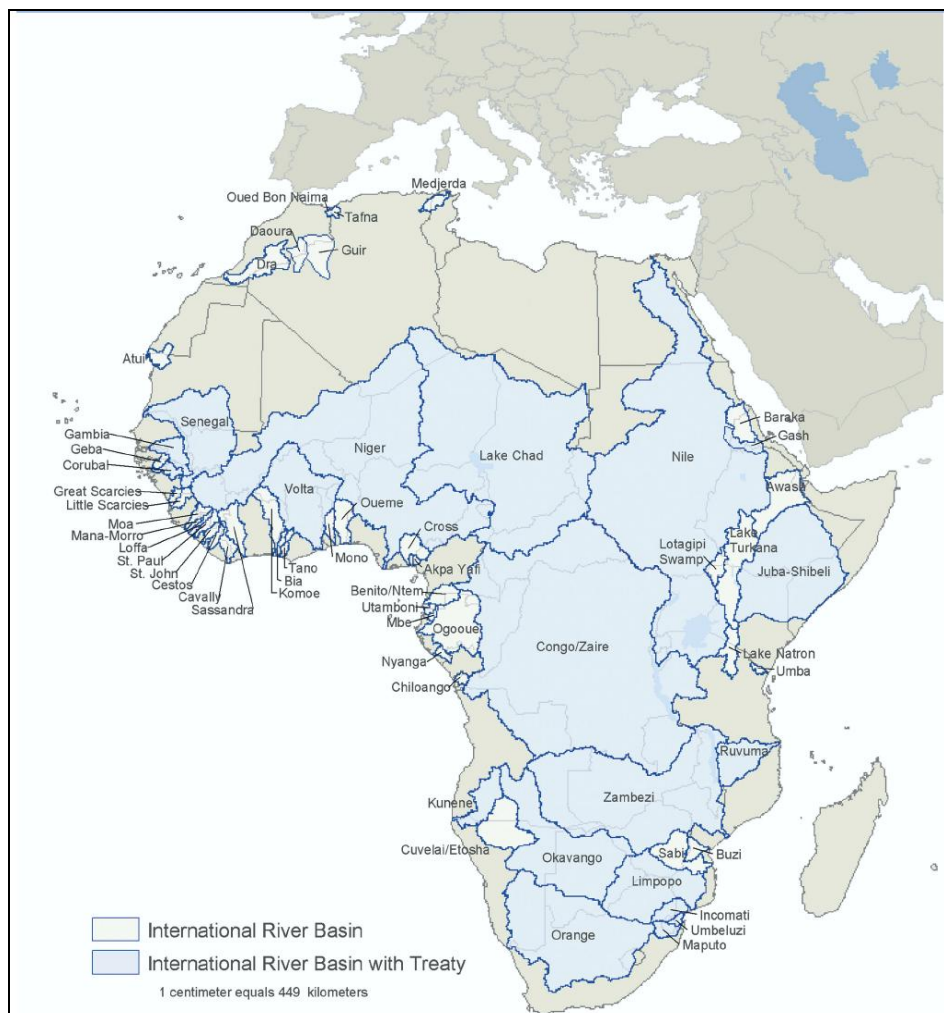 Medjerda
Oued Bon Naima
Tafna
Daoura
Guir
Dra
Atui
Senegal
Baraka
Gambia
Gash
Geba
Niger
Lake Chad
Nile
Corubal
Awash
Great Scarcies
Volta
Oueme
Little Scarcies
Moa
Cross
Lake
Turkana
Mana-Morro
Lotagipi
Swamp
Loffa
Mono
Akpa Yafi
Juba-Shibeli
St. Paul
Tano
St. John
Bia
Cestos
Komoe
Benito/Ntem
Cavally
Utamboni
Sassandra
Mbe
Ogooue
Congo/Zaire
Lake Natron
Nyanga
Umba
Chiloango
Ruvuma
Kunene
Zambezi
Cuvelai/Etosha
Sabi
Buzi
Okavango
Limpopo
Incomati
Umbeluzi
Orange
Maputo
International River Basin
International River Basin with Treaty
1 centimeter equals 449 kilometers